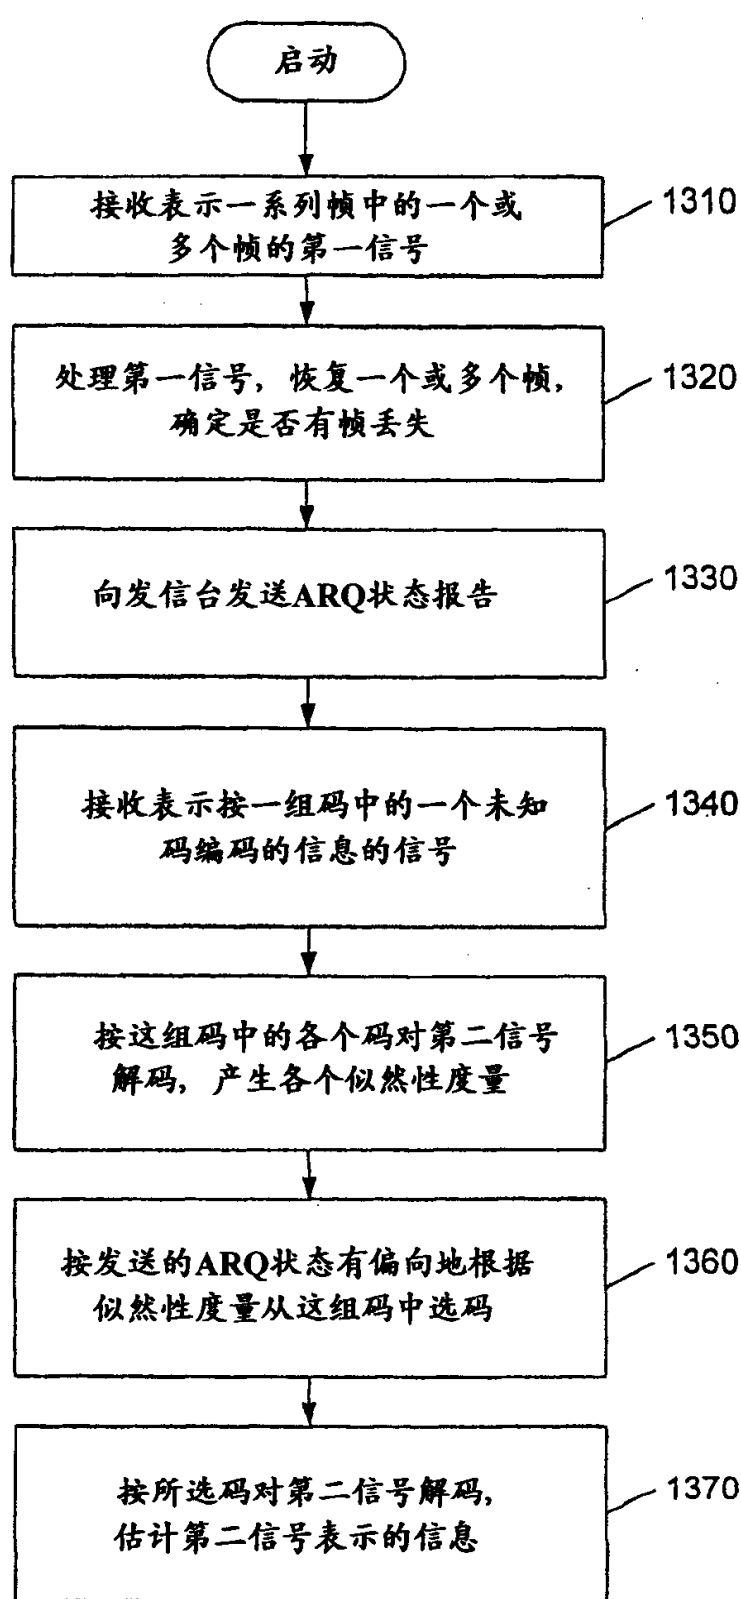 启动
接收表示一系列帧中的一个或
多个帧的第一信号
1310
处理第一信号, 恢复一个或多个帧,
确定是否有帧丢失
1320
向发信台发送ARQ状态报告
1330
接收表示按一组码中的一个未知
码编码的信息的信号
1340
按这组码中的各个码对第二信号
解码, 产生各个似然性度量
1350
按发送的ARQ状态有偏向地根据
似然性度量从这组码中选码
1360
按所选码对第二信号解码,
估计第二信号表示的信息
1370